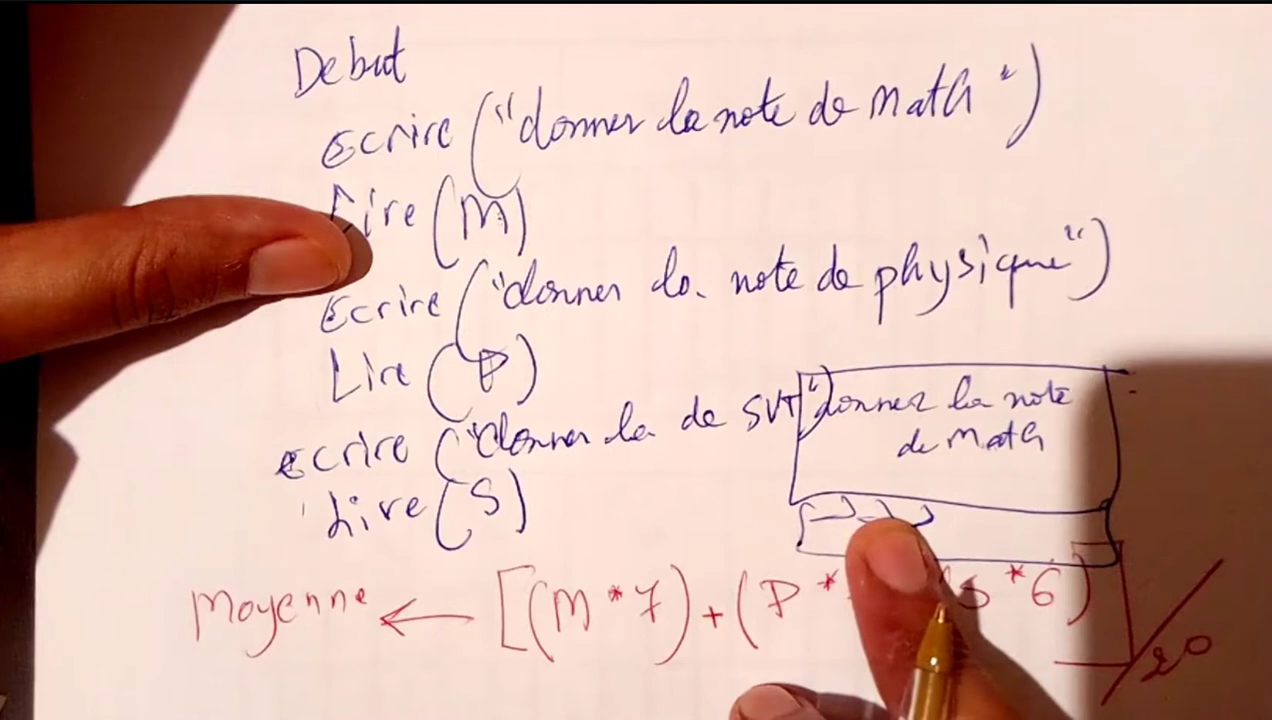 Debut
Ecrire ("donner la note de math")
Lire (M)
Ecrire ("donner la note de physique")
Lire (P)
ecrire ("donner la de SVT")
Lire (S)
donner la note
de math
Moyenne ← [(M * 7) + (P * S * 6)] / 20